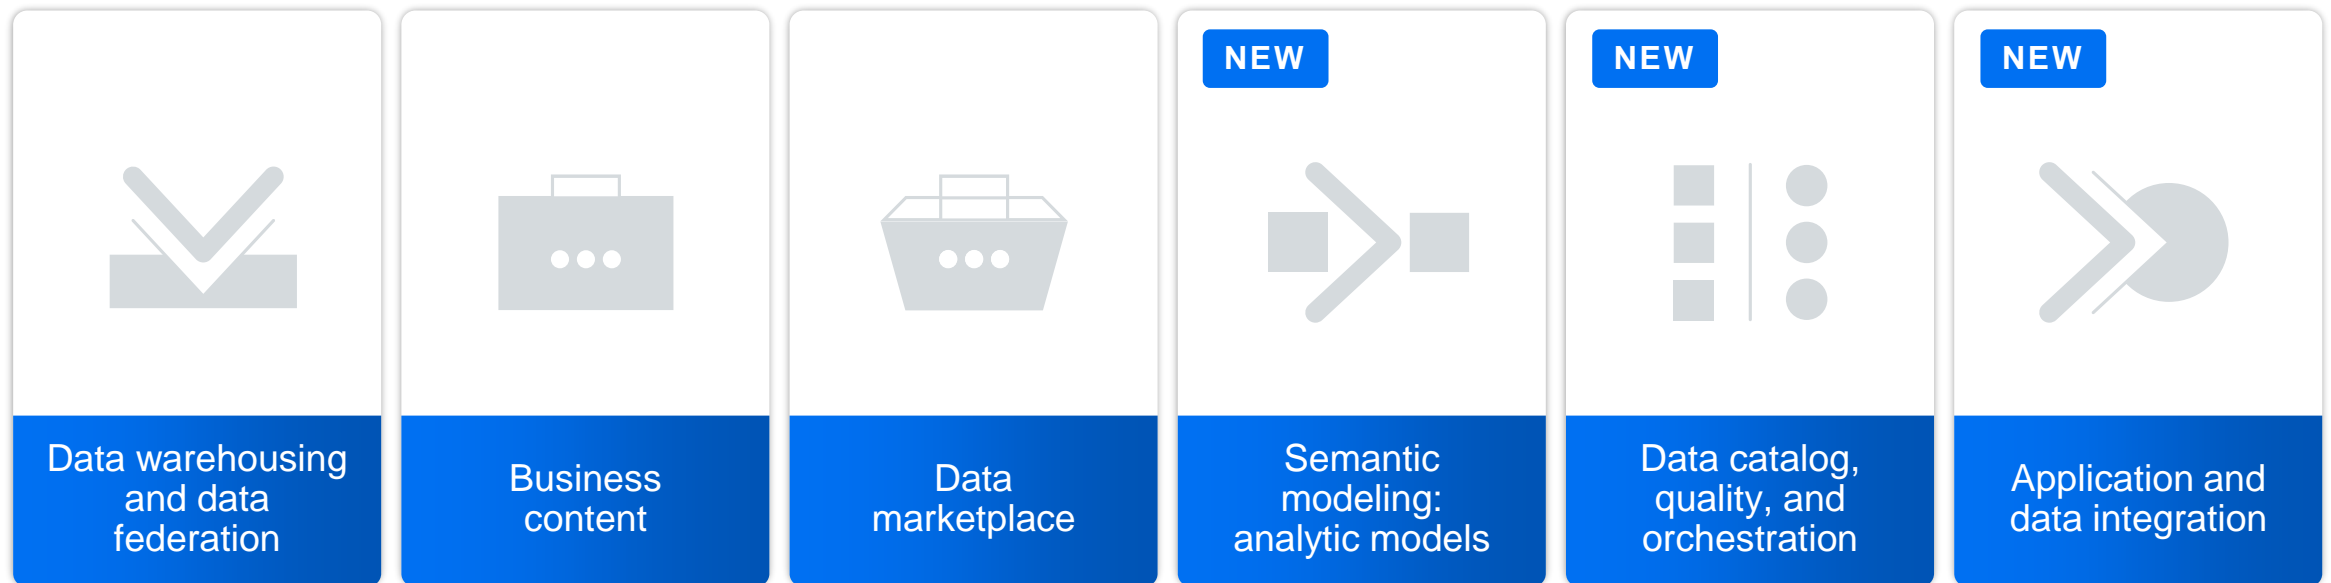 Data warehousing
and data
federation
Business
content
Data
marketplace
NEW
Semantic
modeling:
analytic models
NEW
Data catalog,
quality, and
orchestration
NEW
Application and
data integration